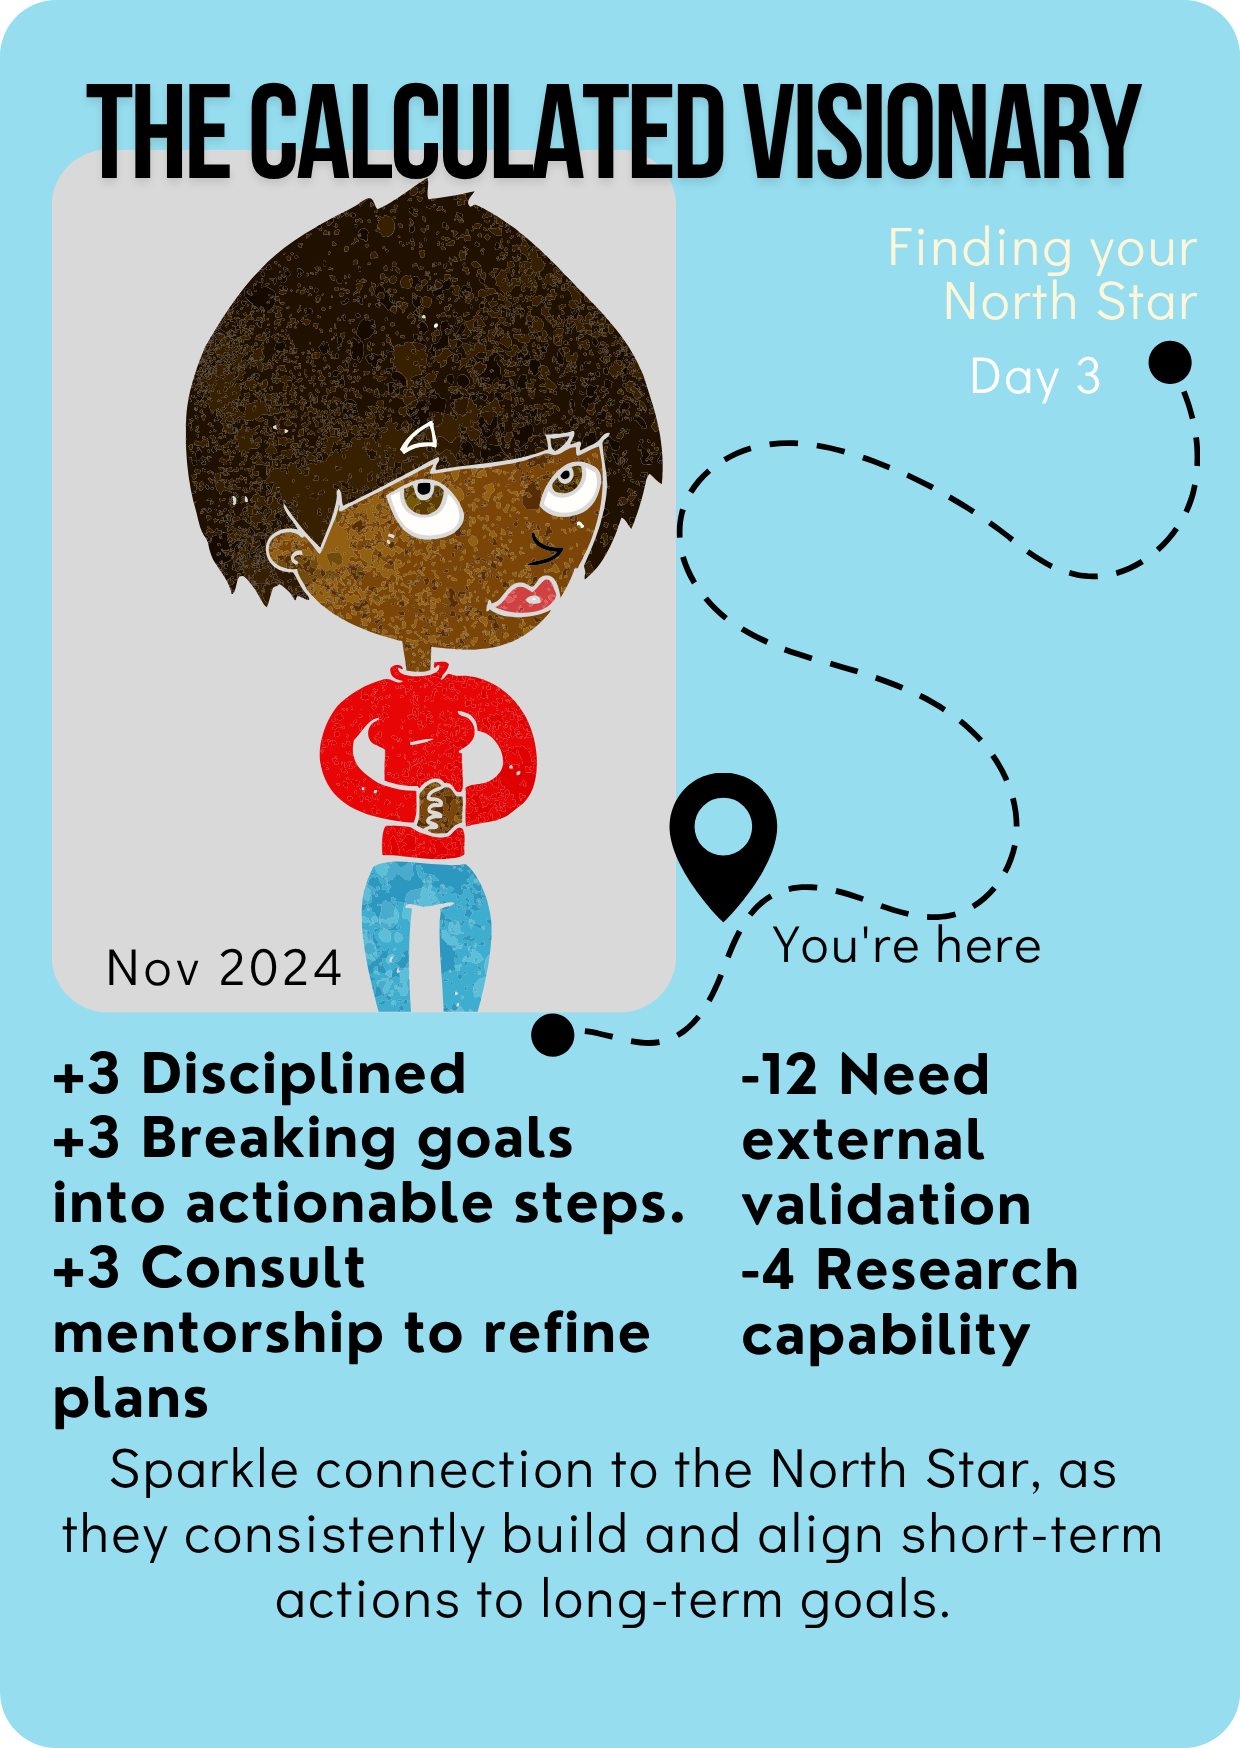 THE CALCULATED VISIONARY
Finding your
North Star
Day 3
You're here
Nov 2024
+3 Disciplined
+3 Breaking goals
into actionable steps.
+3 Consult
mentorship to refine
plans
-12 Need
external
validation
-4 Research
capability
Sparkle connection to the North Star, as
they consistently build and align short-term
actions to long-term goals.